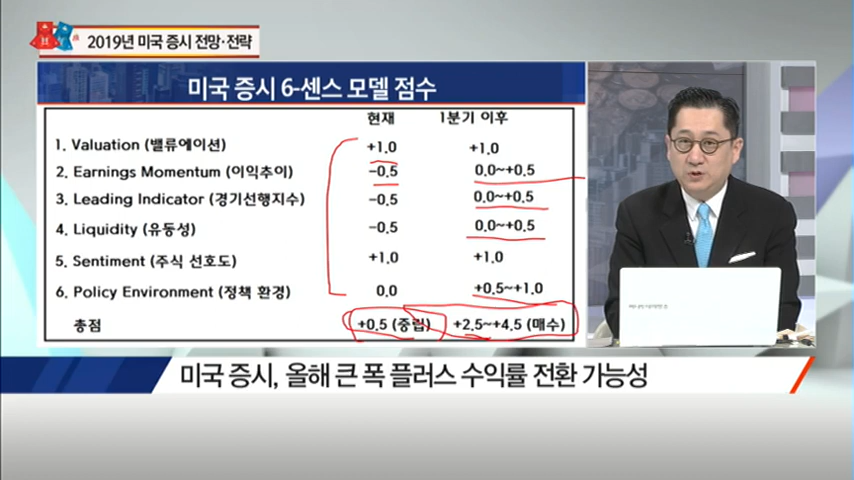 2019년 미국 증시 전망·전략
미국 증시 6-센스 모델 점수
현재 1분기 이후
1. Valuation (밸류에이션) +1.0 +1.0
2. Earnings Momentum (이익추이) -0.5 0.0~+0.5
3. Leading Indicator (경기선행지수) -0.5 0.0~+0.5
4. Liquidity (유동성) -0.5 0.0~+0.5
5. Sentiment (주식 선호도) +1.0 +1.0
6. Policy Environment (정책 환경) 0.0 +0.5~+1.0
총점 +0.5 (중립) +2.5~+4.5 (매수)
미국 증시, 올해 큰 폭 플러스 수익률 전환 가능성